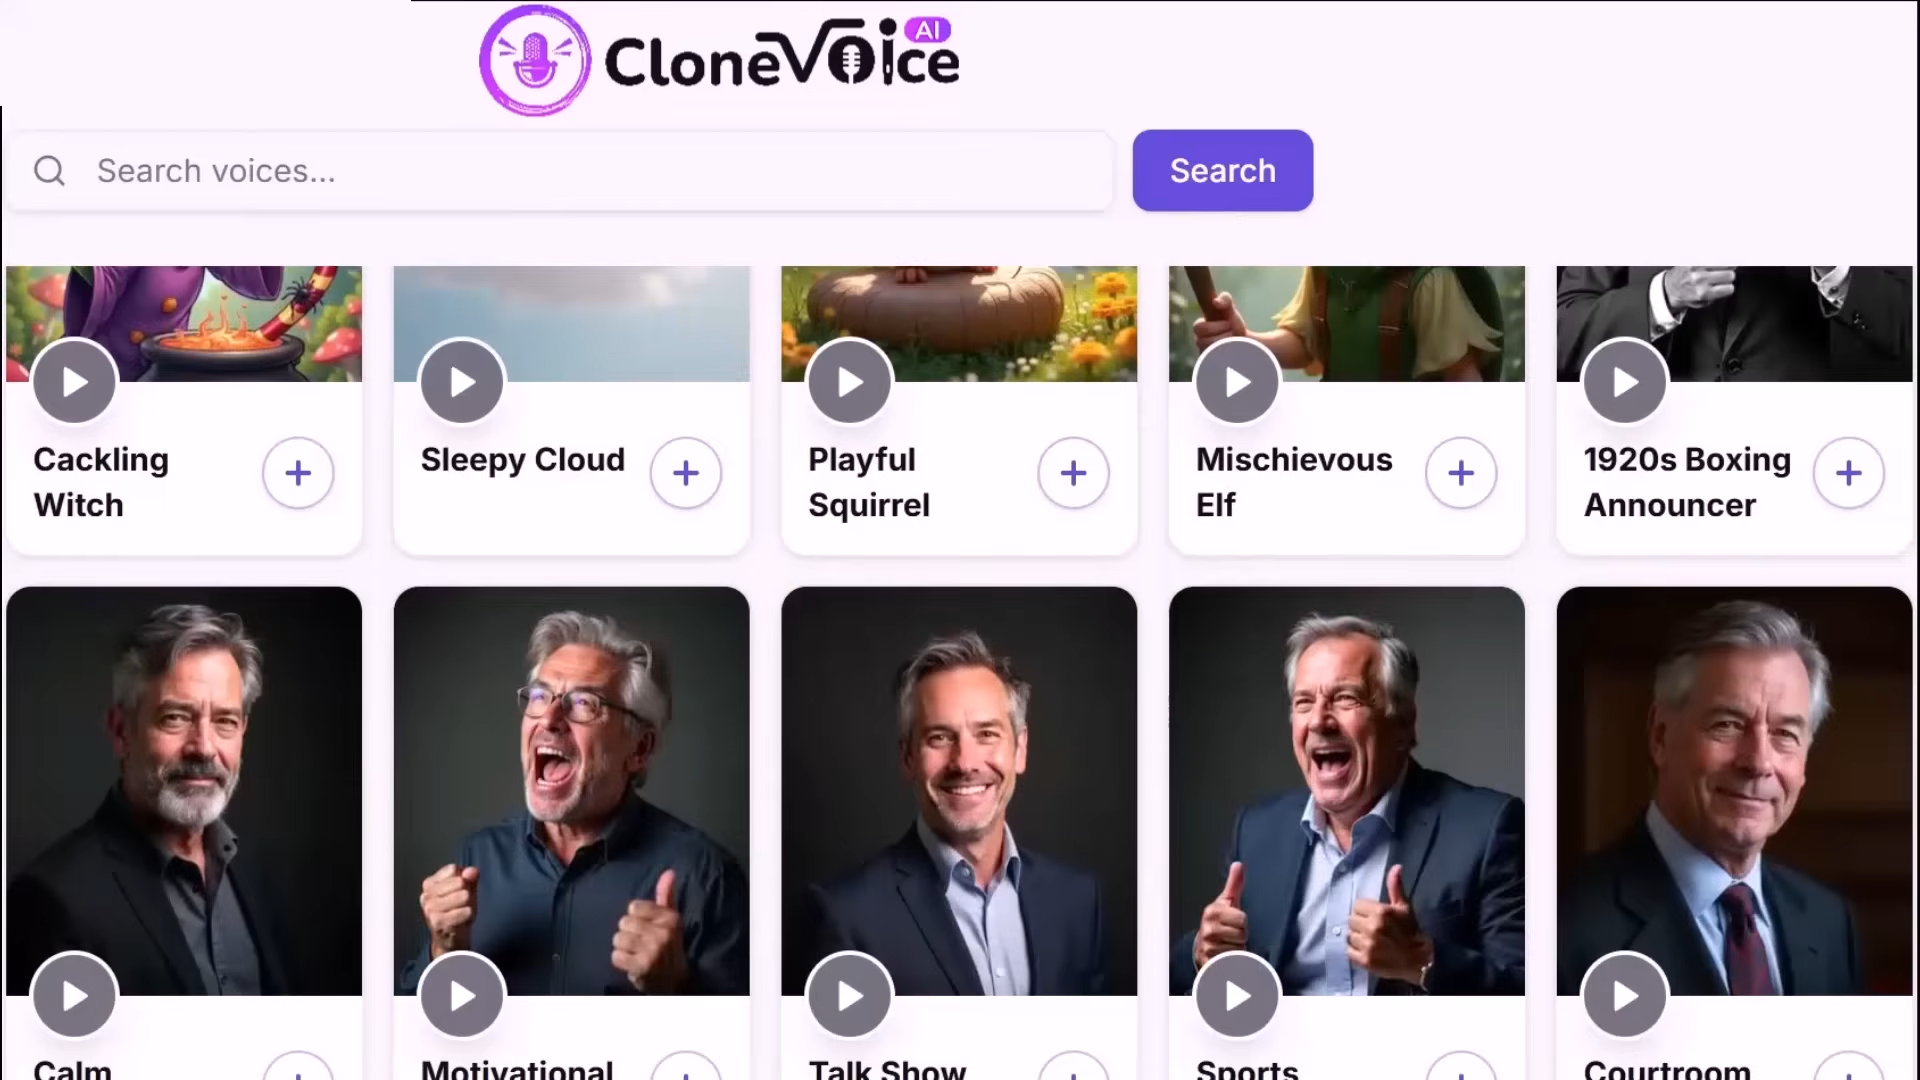 CloneVoice AI
Search voices...
Search
Cackling
Witch
Sleepy Cloud
Playful
Squirrel
Mischievous
Elf
1920s Boxing
Announcer
Calm
Motivational
Talk Show
Sports
Courtroom